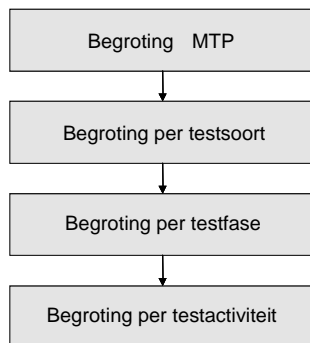 Begroting MTP
Begroting per testsoort
Begroting per testfase
Begroting per testactiviteit